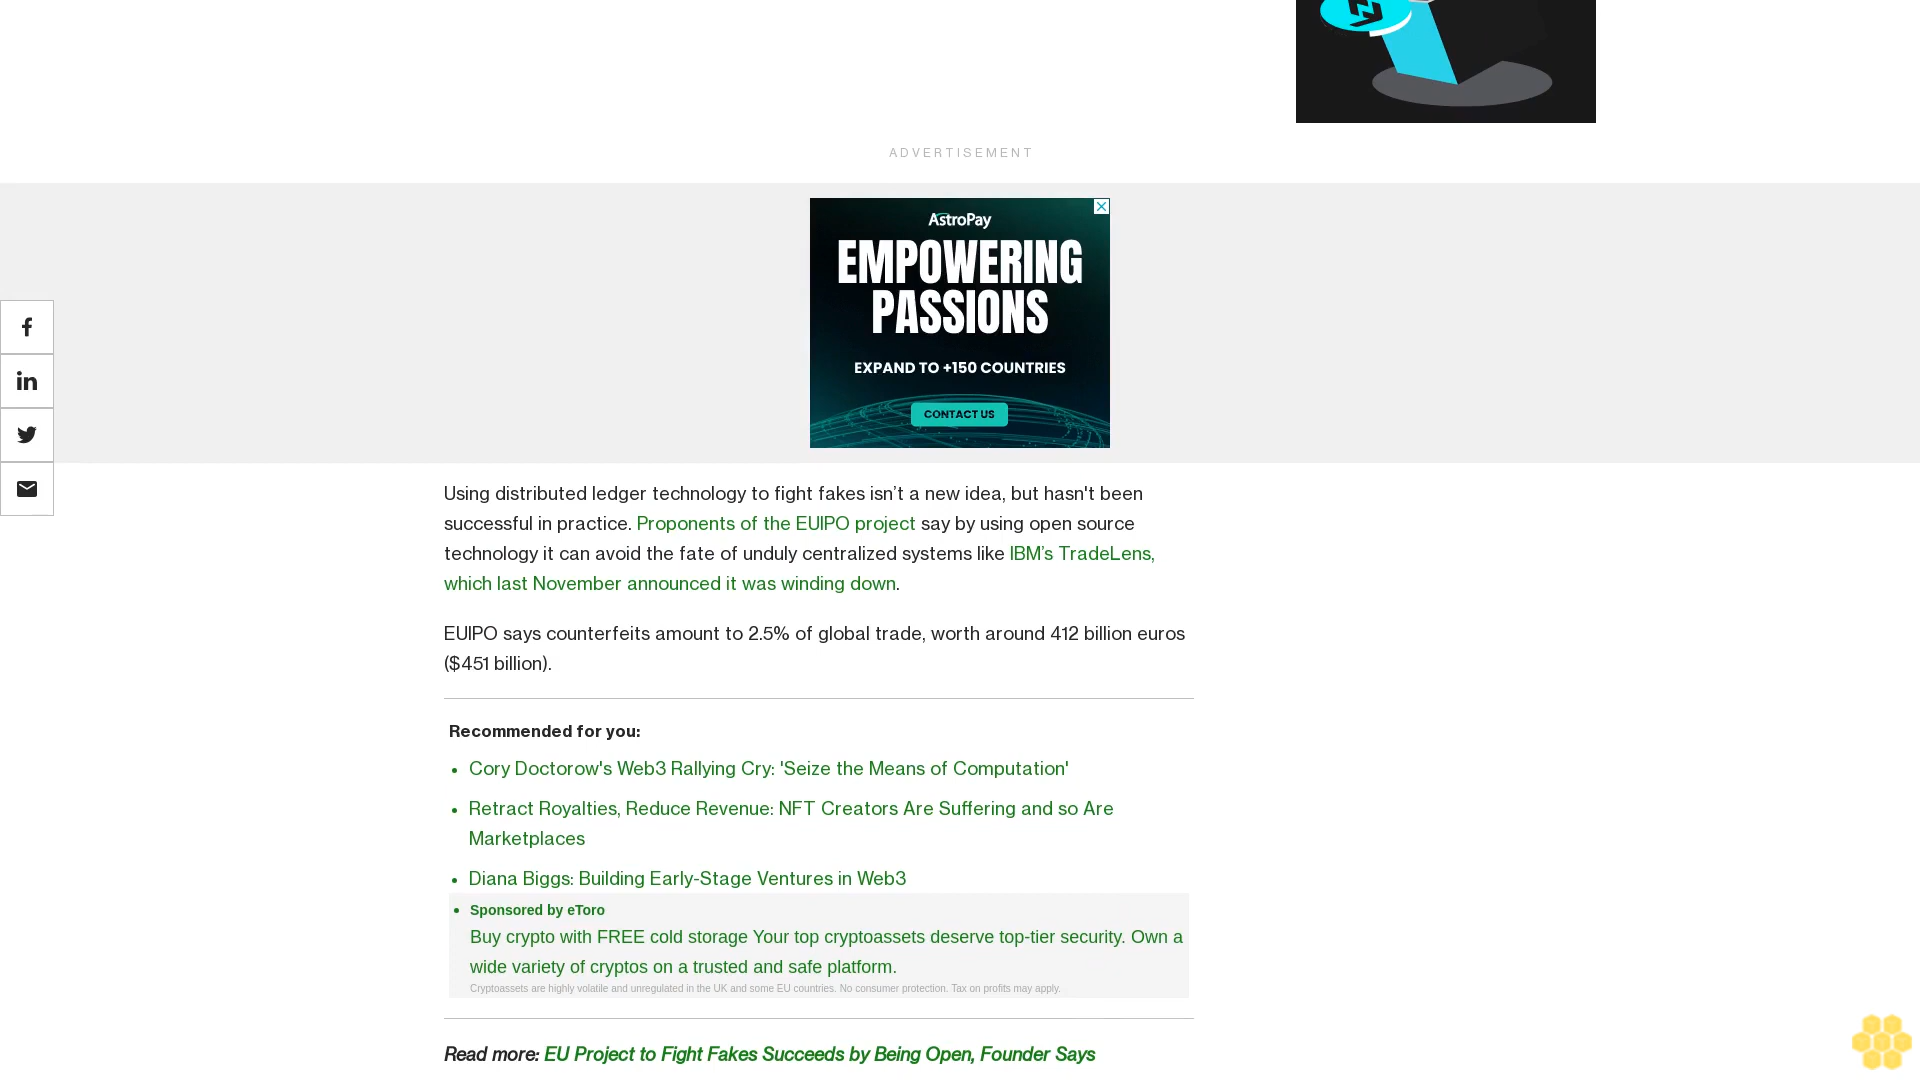 ADVERTISEMENT
AstroPay
EMPOWERING
PASSIONS
EXPAND TO +150 COUNTRIES
CONTACT US
Using distributed ledger technology to fight fakes isn’t a new idea, but hasn't been
successful in practice. Proponents of the EUIPO project say by using open source
technology it can avoid the fate of unduly centralized systems like IBM’s TradeLens,
which last November announced it was winding down.
EUIPO says counterfeits amount to 2.5% of global trade, worth around 412 billion euros
($451 billion).
Recommended for you:
• Cory Doctorow's Web3 Rallying Cry: 'Seize the Means of Computation'
• Retract Royalties, Reduce Revenue: NFT Creators Are Suffering and so Are
Marketplaces
• Diana Biggs: Building Early-Stage Ventures in Web3
• Sponsored by eToro
Buy crypto with FREE cold storage Your top cryptoassets deserve top-tier security. Own a
wide variety of cryptos on a trusted and safe platform.
Cryptoassets are highly volatile and unregulated in the UK and some EU countries. No consumer protection. Tax on profits may apply.
Read more: EU Project to Fight Fakes Succeeds by Being Open, Founder Says